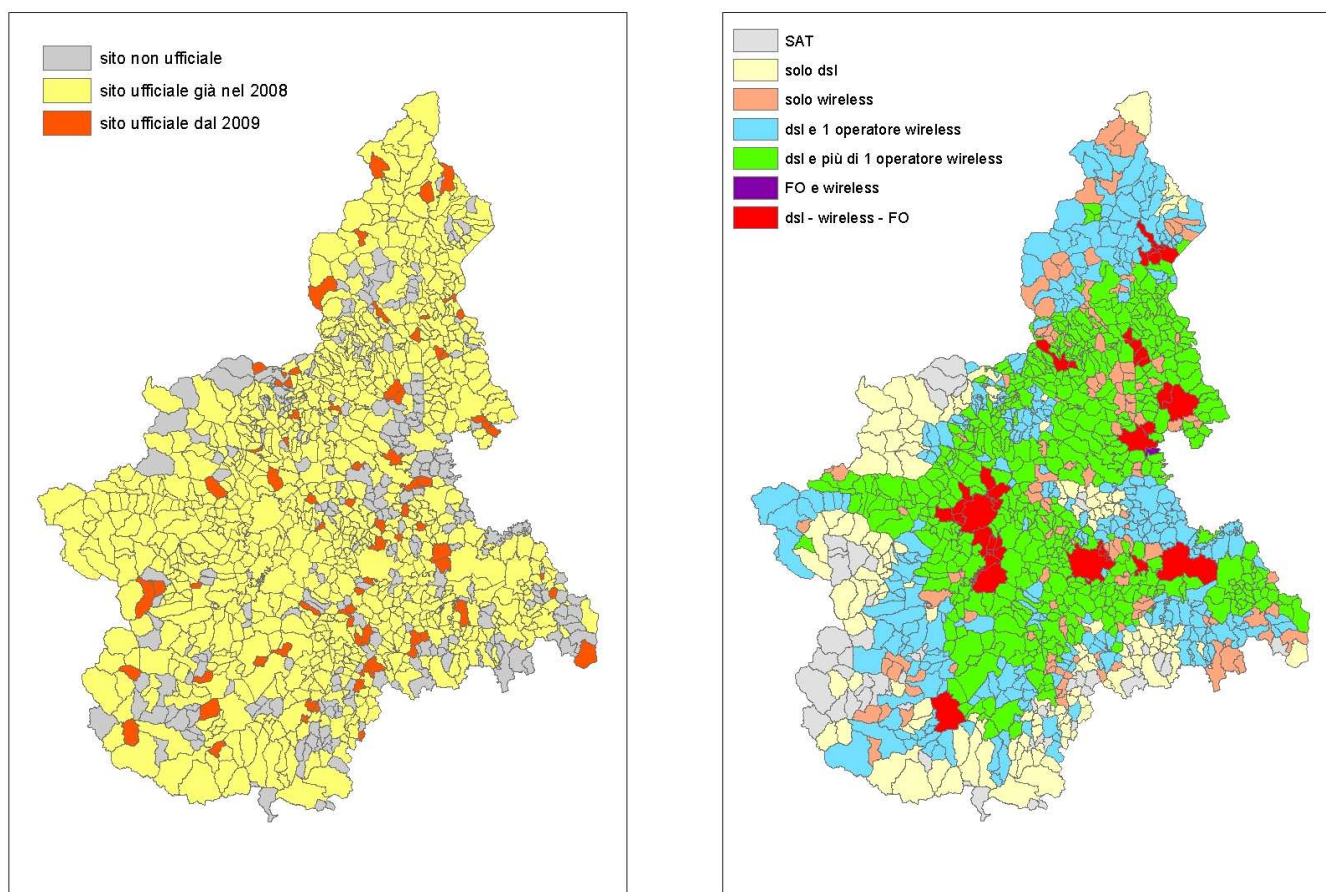 sito non ufficiale
sito ufficiale già nel 2008
sito ufficiale dal 2009
SAT
solo dsl
solo wireless
dsl e 1 operatore wireless
dsl e più di 1 operatore wireless
FO e wireless
dsl - wireless - FO